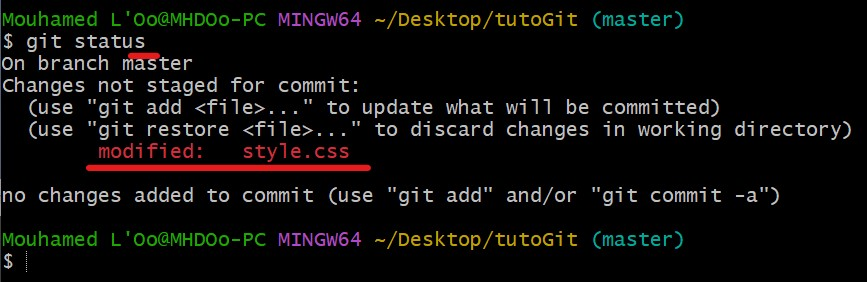 Mouhamed L'Oo@MHDOo-PC MINGW64 ~/Desktop/tutoGit (master)
$ git status
On branch master
Changes not staged for commit:
  (use "git add <file>..." to update what will be committed)
  (use "git restore <file>..." to discard changes in working directory)
        modified:   style.css

no changes added to commit (use "git add" and/or "git commit -a")

Mouhamed L'Oo@MHDOo-PC MINGW64 ~/Desktop/tutoGit (master)
$